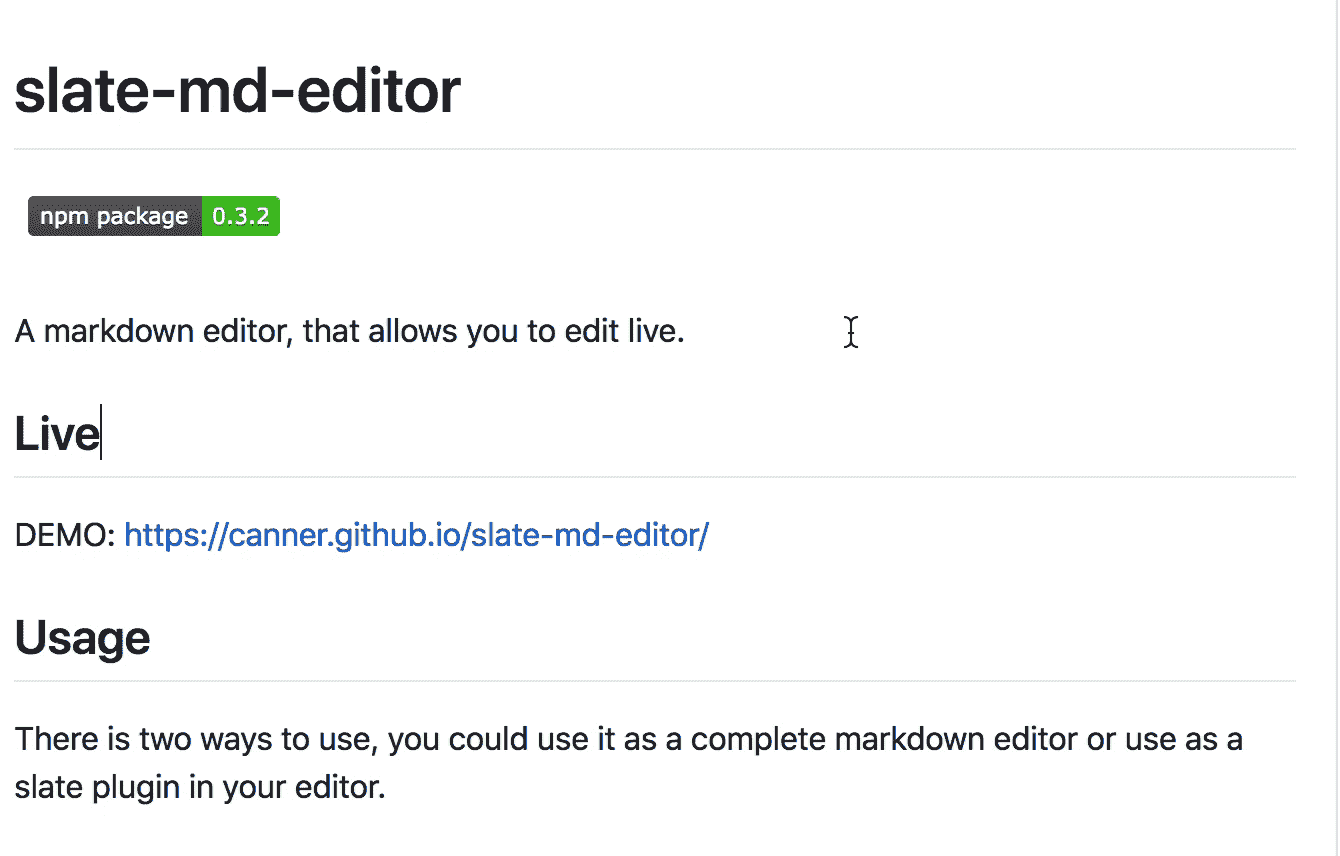 slate-md-editor
npm package 0.3.2
A markdown editor, that allows you to edit live.
Live
DEMO: https://canner.github.io/slate-md-editor/
Usage
There is two ways to use, you could use it as a complete markdown editor or use as a
slate plugin in your editor.